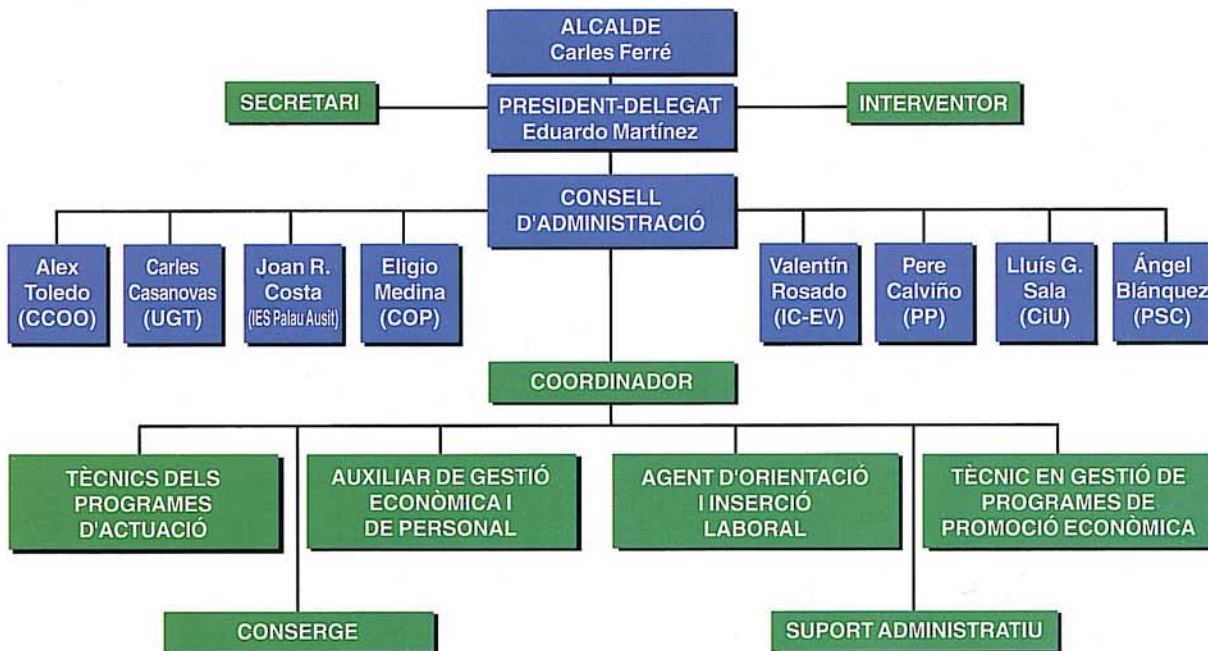 ALCALDE
Carles Ferré
SECRETARI
PRESIDENT-DELEGAT
Eduardo Martínez
INTERVENTOR
CONSELL
D'ADMINISTRACIÓ
Alex
Toledo
(CCOO)
Carles
Casanovas
(UGT)
Joan R.
Costa
(IES Palau Ausit)
Eligio
Medina
(COP)
Valentín
Rosado
(IC-EV)
Pere
Calviño
(PP)
Lluís G.
Sala
(CiU)
Ángel
Blánquez
(PSC)
COORDINADOR
TÈCNICS DELS
PROGRAMES
D'ACTUACIÓ
AUXILIAR DE GESTIÓ
ECONÒMICA I
DE PERSONAL
AGENT D'ORIENTACIÓ
I INSERCIÓ
LABORAL
TÈCNIC EN GESTIÓ DE
PROGRAMES DE
PROMOCIÓ ECONÒMICA
CONSERGE
SUPORT ADMINISTRATIU